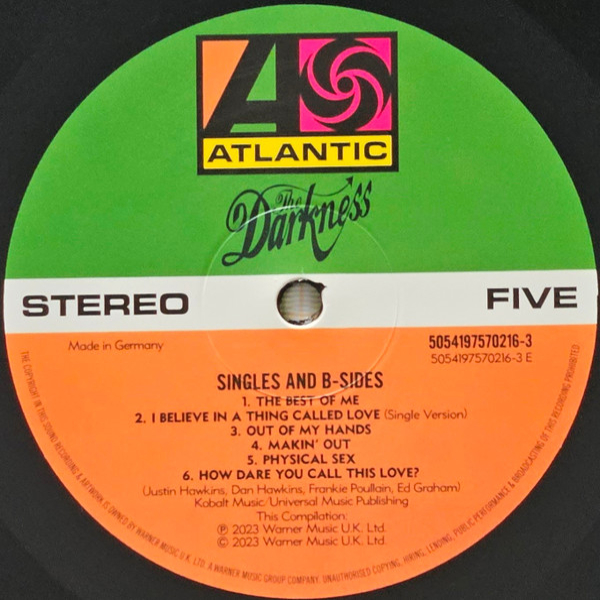 ATLANTIC
The
Darkness
STEREO
FIVE
Made in Germany
5054197570216-3
5054197570216-3 E
SINGLES AND B-SIDES
1. THE BEST OF ME
2. I BELIEVE IN A THING CALLED LOVE (Single Version)
3. OUT OF MY HANDS
4. MAKIN' OUT
5. PHYSICAL SEX
6. HOW DARE YOU CALL THIS LOVE?
(Justin Hawkins, Dan Hawkins, Frankie Poullain, Ed Graham)
Kobalt Music/Universal Music Publishing
This Compilation:
℗ 2023 Warner Music U.K. Ltd.
© 2023 Warner Music U.K. Ltd.
THE COPYRIGHT IN THIS SOUND RECORDING & ARTWORK IS OWNED BY WARNER MUSIC U.K. LTD. A WARNER MUSIC GROUP COMPANY. UNAUTHORISED COPYING, HIRING, LENDING, PUBLIC PERFORMANCE & BROADCASTING OF THIS RECORDING PROHIBITED.